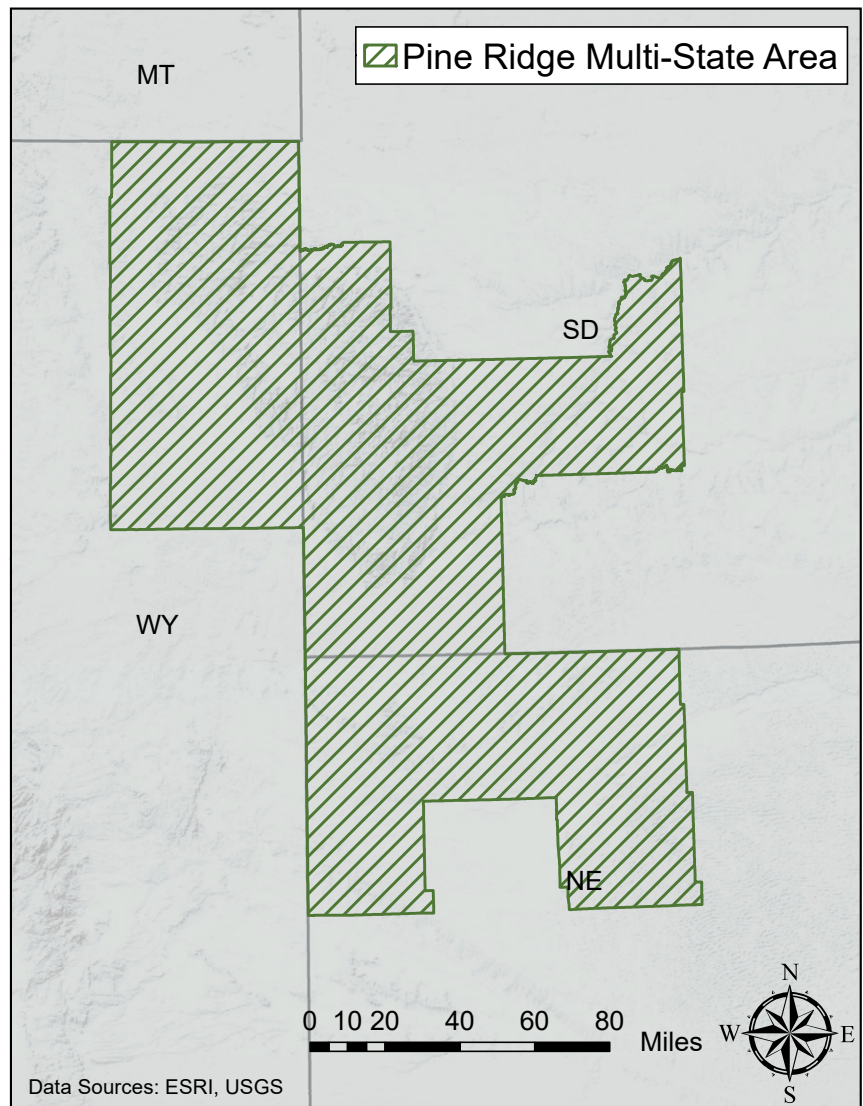 Pine Ridge Multi-State Area
MT
SD
WY
NE
0 10 20 40 60 80
Miles
N
W E
S
Data Sources: ESRI, USGS